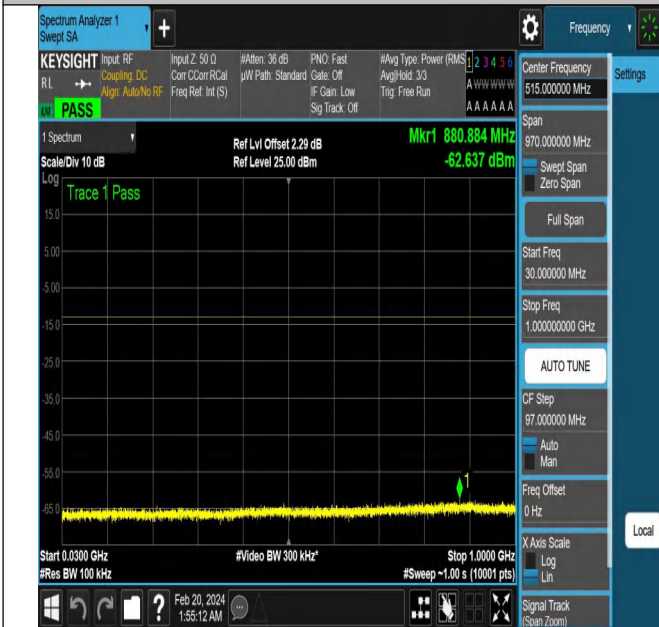 Spectrum Analyzer 1
Swept SA
+
Frequency
KEYSIGHT
RL
PASS
Input: RF
Coupling: DC
Align: Auto/No RF
Input Z: 50 Ω
Corr CCorr RCal
Freq Ref: Int (S)
#Atten: 36 dB
µW Path: Standard
PNO: Fast
Gate: Off
IF Gain: Low
Sig Track: Off
#Avg Type: Power (RMS
Avg|Hold: 3/3
Trig: Free Run
1 2 3 4 5 6
A W W W W W
A A A A A A
1 Spectrum
Scale/Div 10 dB
Log
Ref Lvl Offset 2.29 dB
Ref Level 25.00 dBm
Mkr1 880.884 MHz
-62.637 dBm
Trace 1 Pass
15.0
5.00
-5.00
-15.0
-25.0
-35.0
-45.0
-55.0
-65.0
1
Start 0.0300 GHz
#Res BW 100 kHz
#Video BW 300 kHz*
Stop 1.0000 GHz
#Sweep ~1.00 s (10001 pts)
?
Feb 20, 2024
1:55:12 AM
Center Frequency
515.000000 MHz
Span
970.000000 MHz
Swept Span
Zero Span
Full Span
Start Freq
30.000000 MHz
Stop Freq
1.000000000 GHz
AUTO TUNE
CF Step
97.000000 MHz
Auto
Man
Freq Offset
0 Hz
X Axis Scale
Log
Lin
Signal Track
(Span Zoom)
Settings
Local